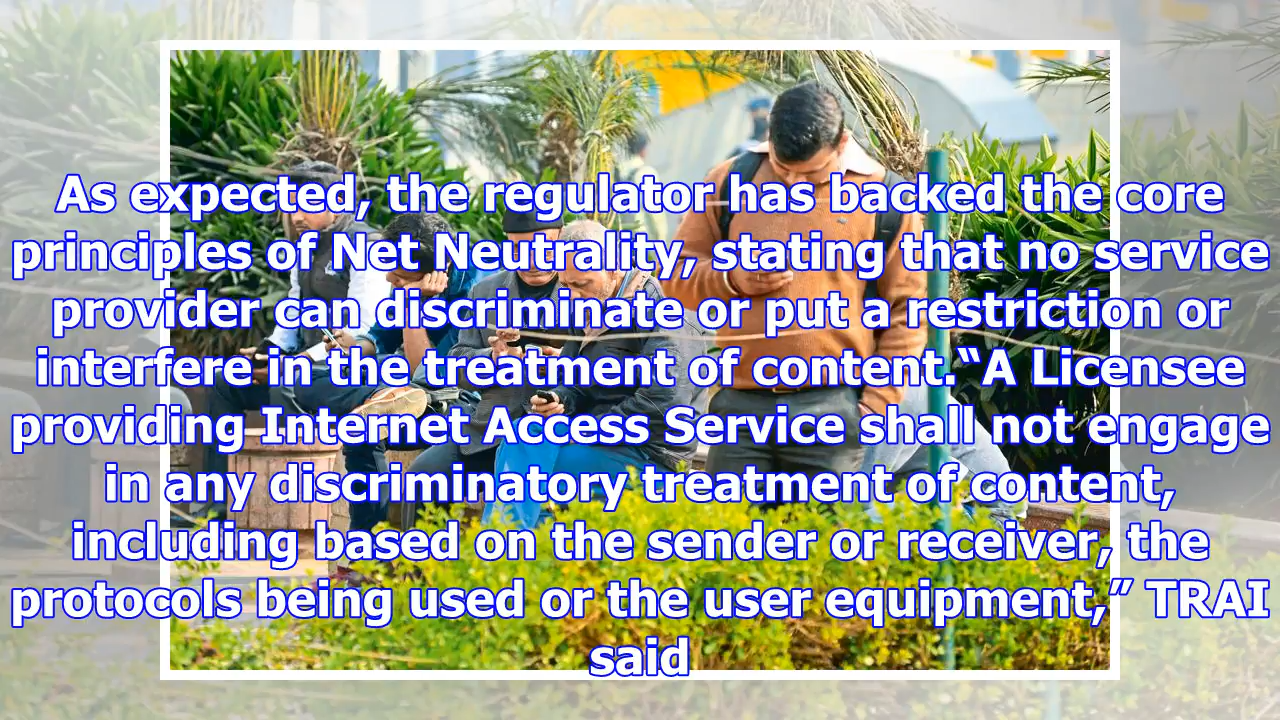 As expected, the regulator has backed the core
principles of Net Neutrality, stating that no service
provider can discriminate or put a restriction or
interfere in the treatment of content.“A Licensee
providing Internet Access Service shall not engage
in any discriminatory treatment of content,
including based on the sender or receiver, the
protocols being used or the user equipment,” TRAI
said